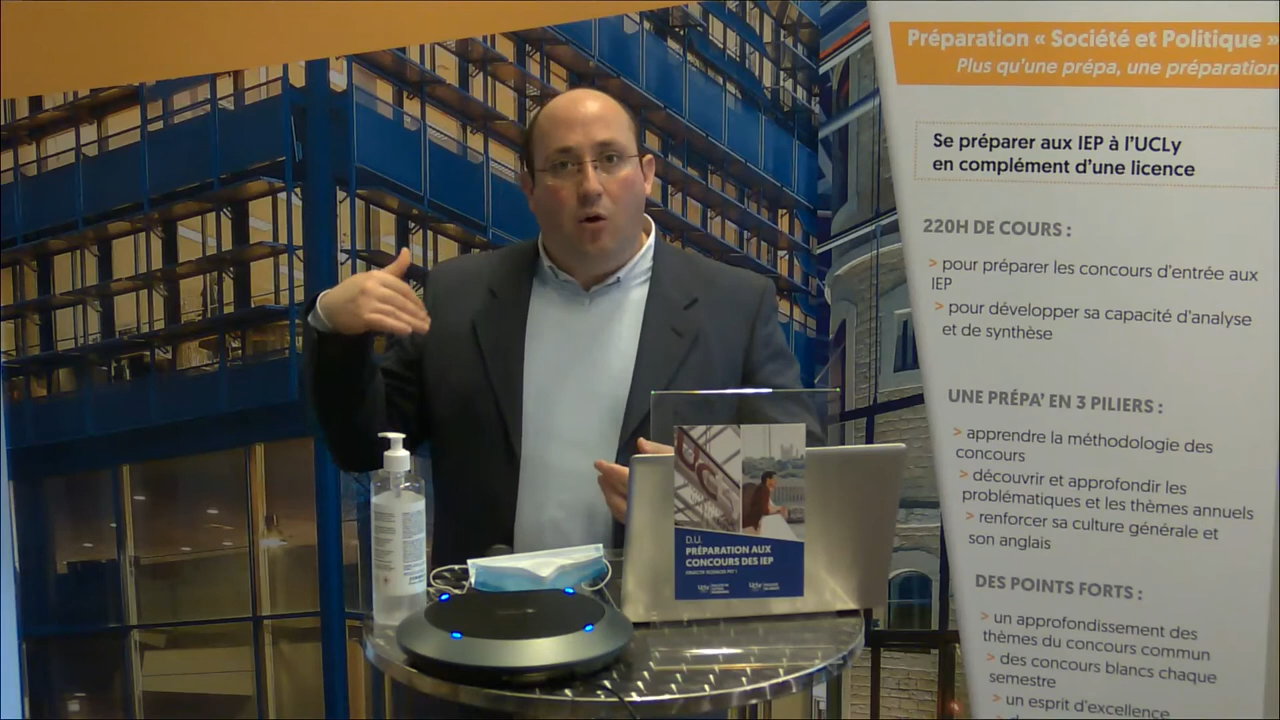 Préparation « Société et Politique »
Plus qu'une prépa, une préparation
Se préparer aux IEP à l'UCLy
en complément d'une licence
220H DE COURS :
> pour préparer les concours d'entrée aux
IEP
> pour développer sa capacité d'analyse
et de synthèse
UNE PRÉPA' EN 3 PILIERS :
> apprendre la méthodologie des
concours
> découvrir et approfondir les
problématiques et les thèmes annuels
> renforcer sa culture générale et
son anglais
DES POINTS FORTS :
> un approfondissement des
thèmes du concours commun
> des concours blancs chaque
semestre
> un esprit d'excellence
D.U.
PRÉPARATION AUX
CONCOURS DES IEP